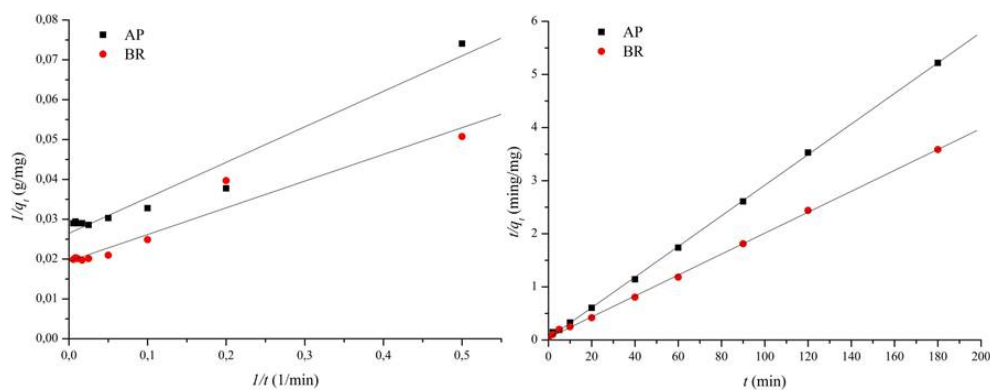 AP
BR
0,08
0,07
0,06
0,05
0,04
0,03
0,02
0,01
0,00
1/qt (g/mg)
0,0 0,1 0,2 0,3 0,4 0,5
1/t (1/min)
AP
BR
6
5
4
3
2
1
0
t/qt (ming/mg)
0 20 40 60 80 100 120 140 160 180 200
t (min)